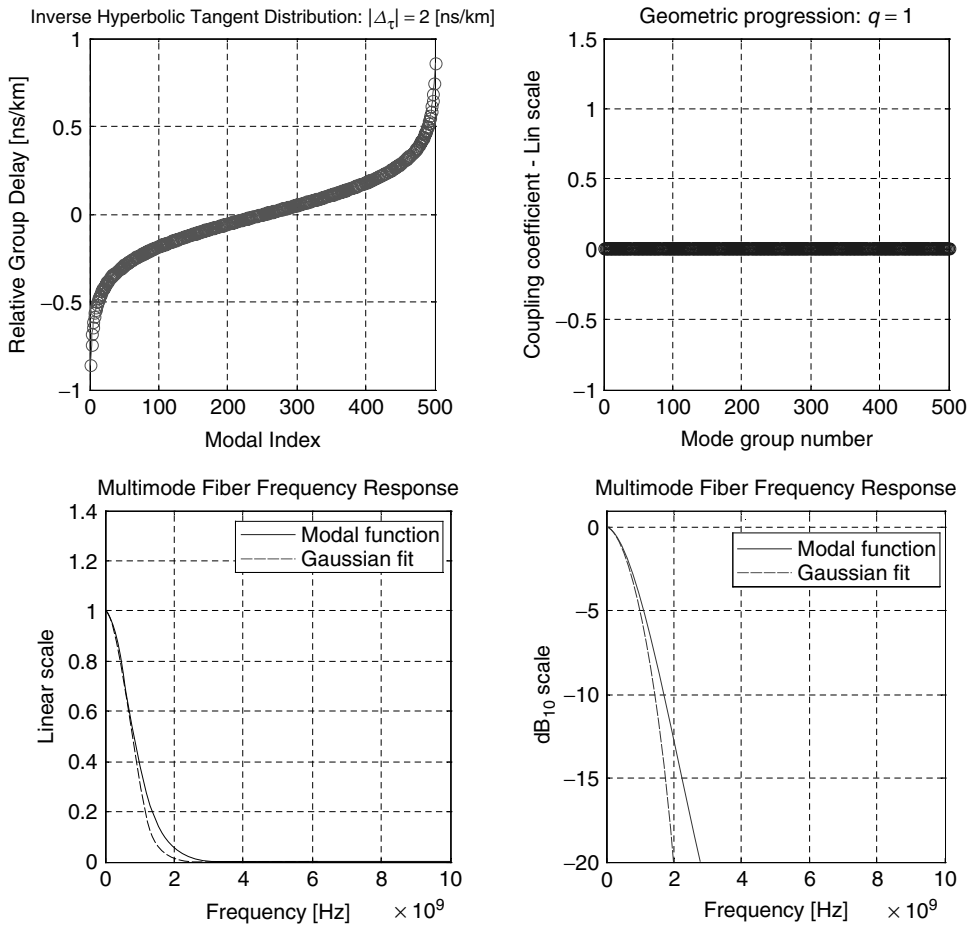 Inverse Hyperbolic Tangent Distribution: |Δτ| = 2 [ns/km]
Relative Group Delay [ns/km]
1
0.5
0
−0.5
−1
0 100 200 300 400 500
Modal Index
Geometric progression: q = 1
Coupling coefficient - Lin scale
1.5
1
1.5
0
−0.5
−1
0 100 200 300 400 500
Mode group number
Multimode Fiber Frequency Response
Modal function
Gaussian fit
Linear scale
1.4
1.2
1
0.8
0.6
0.4
0.2
0
0 2 4 6 8 10
Frequency [Hz] × 10⁹
Multimode Fiber Frequency Response
Modal function
Gaussian fit
dB₁₀ scale
0
−5
−10
−15
−20
0 2 4 6 8 10
Frequency [Hz] × 10⁹